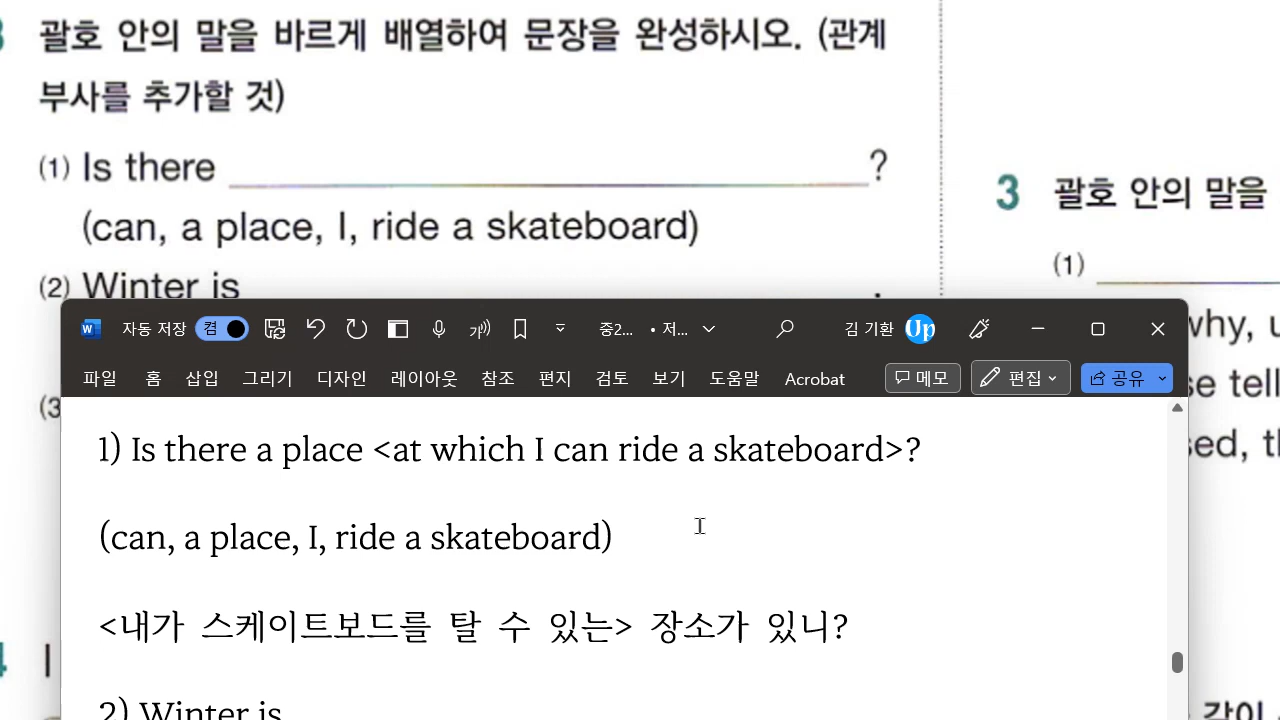 괄호 안의 말을 바르게 배열하여 문장을 완성하시오. (관계
부사를 추가할 것)
(1) Is there ?
(can, a place, I, ride a skateboard)
(2) Winter is .
(3
3 괄호 안의 말을
(1)
why, u
se tell
sed, th
자동 저장 켬 가 중2... • 저... 김 기환 Up
파일 홈 삽입 그리기 디자인 레이아웃 참조 편지 검토 보기 도움말 Acrobat 메모 편집 공유
1) Is there a place <at which I can ride a skateboard>?
(can, a place, I, ride a skateboard)
<내가 스케이트보드를 탈 수 있는> 장소가 있니?
2) Winter is
4 I
같이